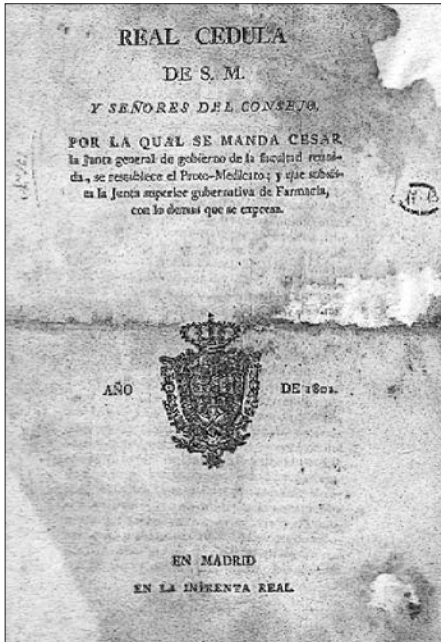 REAL CEDULA
DE S. M.
Y SEÑORES DEL CONSEJO,
POR LA QUAL SE MANDA CESAR
la Junta general de gobierno de la facultad reuni-
da, se restablece el Proto-Medicato; y que subsis-
ta la Junta superior gubernativa de Farmacia,
con lo demas que se expresa.
AÑO DE 1801.
EN MADRID
EN LA IMPRENTA REAL.